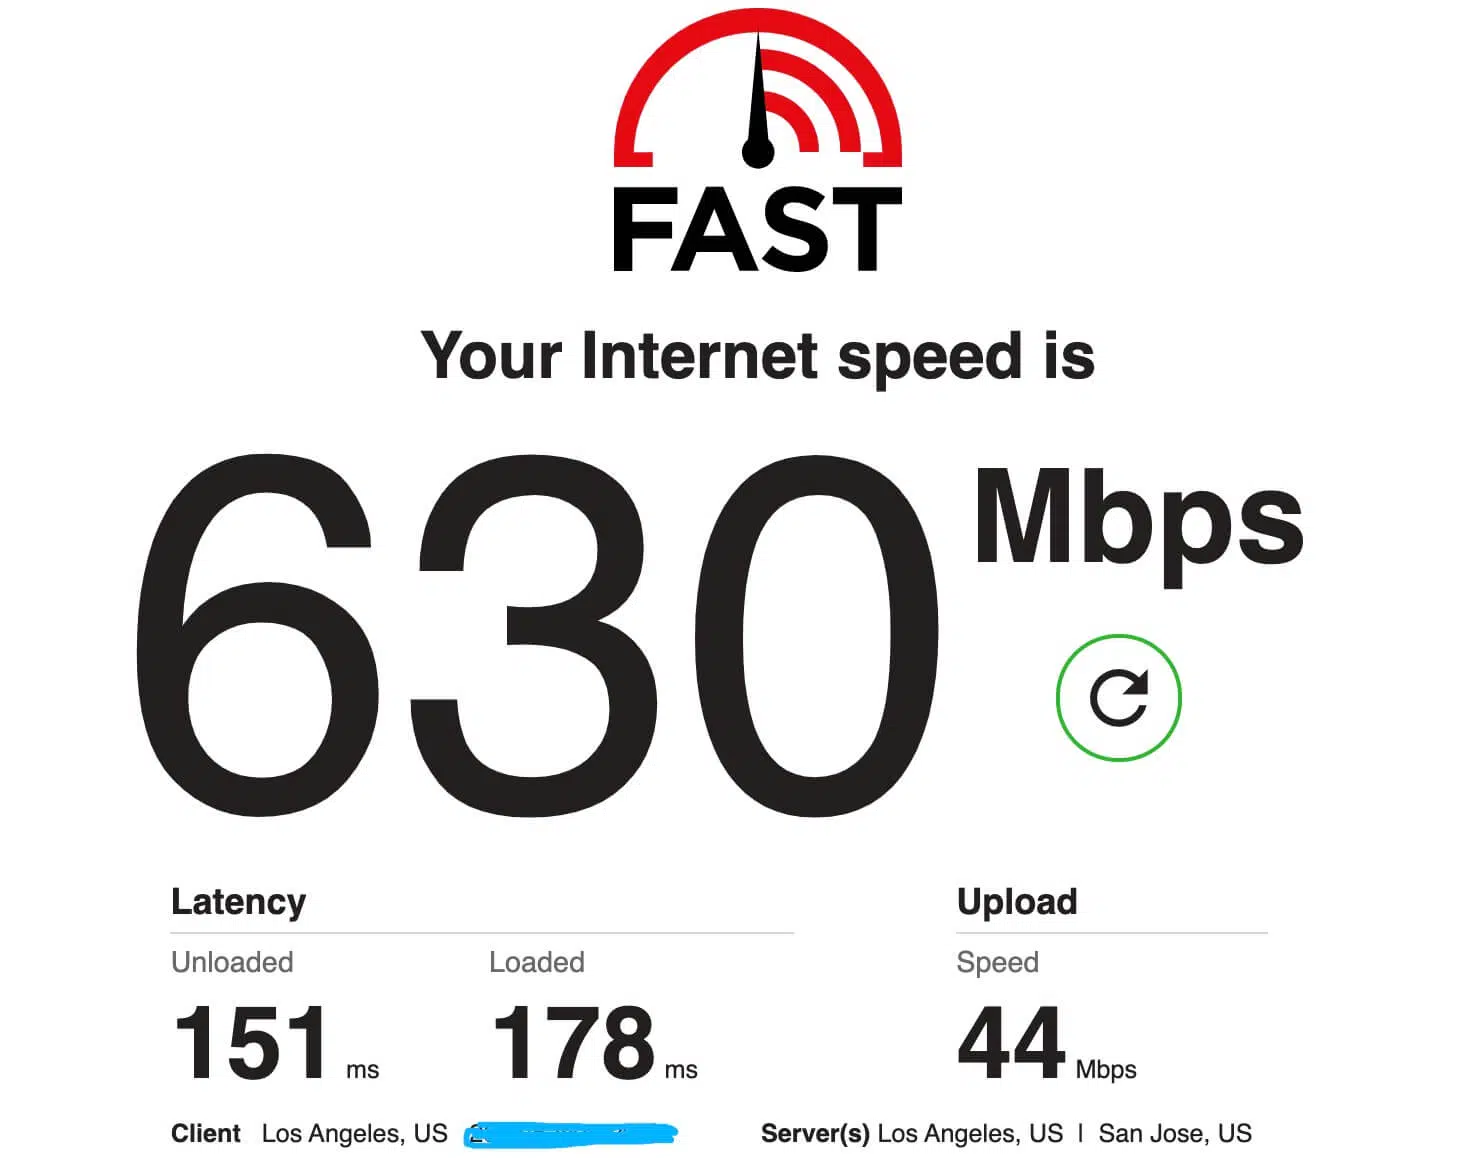 FAST
Your Internet speed is
630 Mbps
Latency Upload
Unloaded Loaded Speed
151 ms 178 ms 44 Mbps
Client Los Angeles, US Server(s) Los Angeles, US | San Jose, US